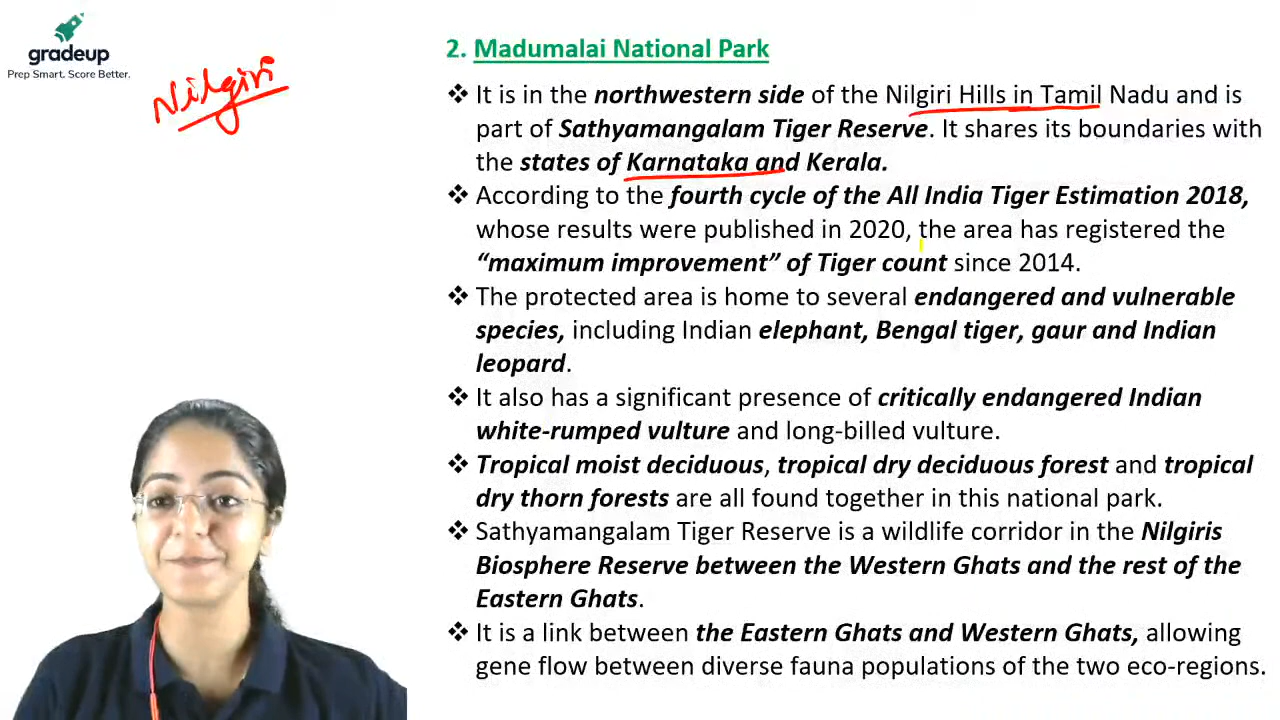 gradeup
Prep Smart. Score Better.
Nilgiri
2. Madumalai National Park
❖ It is in the northwestern side of the Nilgiri Hills in Tamil Nadu and is
part of Sathyamangalam Tiger Reserve. It shares its boundaries with
the states of Karnataka and Kerala.
❖ According to the fourth cycle of the All India Tiger Estimation 2018,
whose results were published in 2020, the area has registered the
“maximum improvement” of Tiger count since 2014.
❖ The protected area is home to several endangered and vulnerable
species, including Indian elephant, Bengal tiger, gaur and Indian
leopard.
❖ It also has a significant presence of critically endangered Indian
white-rumped vulture and long-billed vulture.
❖ Tropical moist deciduous, tropical dry deciduous forest and tropical
dry thorn forests are all found together in this national park.
❖ Sathyamangalam Tiger Reserve is a wildlife corridor in the Nilgiris
Biosphere Reserve between the Western Ghats and the rest of the
Eastern Ghats.
❖ It is a link between the Eastern Ghats and Western Ghats, allowing
gene flow between diverse fauna populations of the two eco-regions.